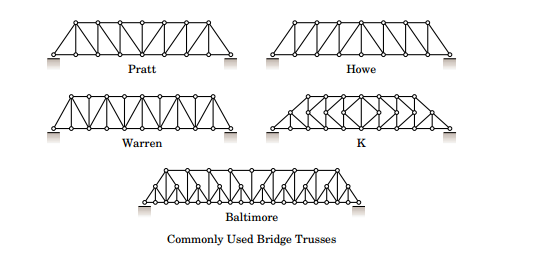 Pratt
Howe
Warren
K
Baltimore
Commonly Used Bridge Trusses